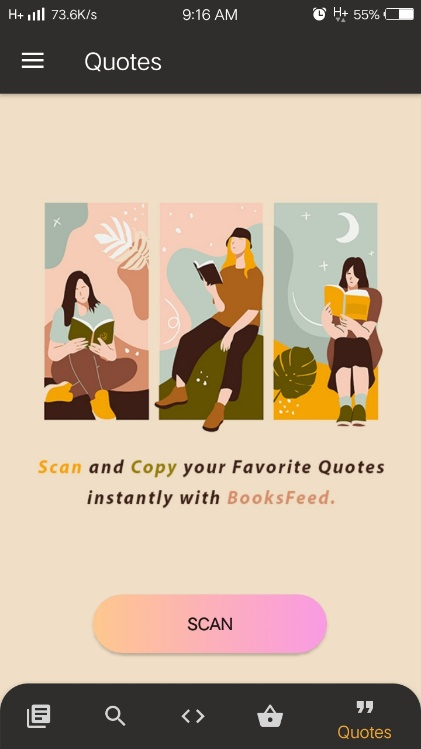 H+ 73.6K/s 9:16 AM H+ 55%
Quotes
Scan and Copy your Favorite Quotes
instantly with BooksFeed.
SCAN
Quotes